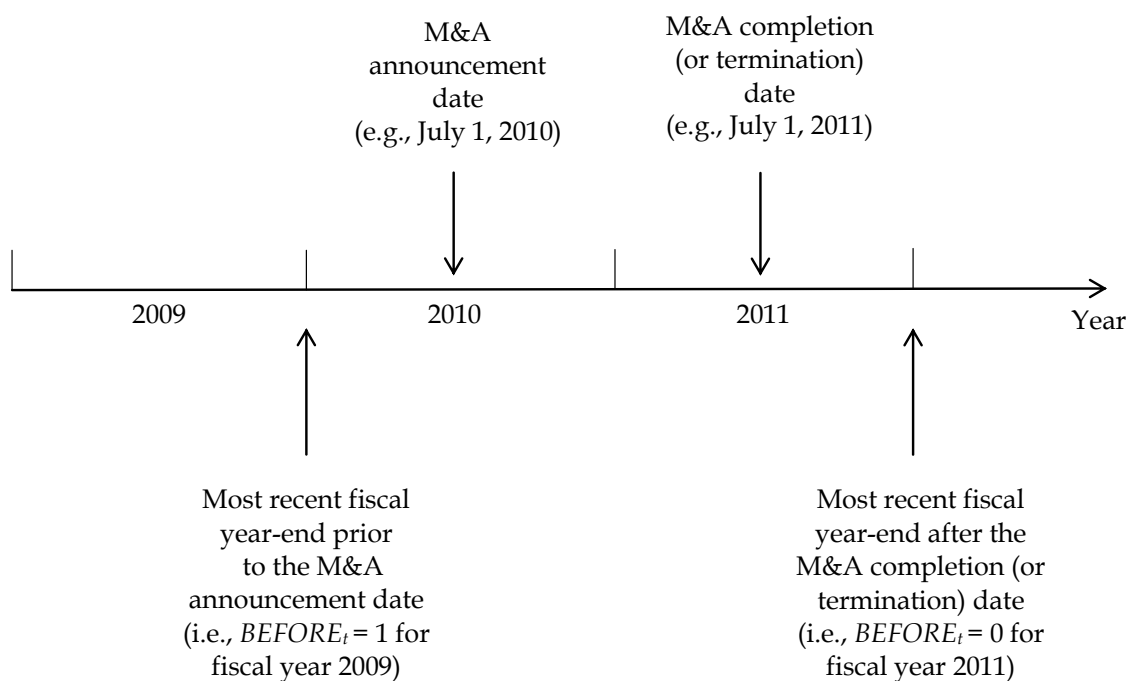 M&A
announcement
date
(e.g., July 1, 2010)
M&A completion
(or termination)
date
(e.g., July 1, 2011)
2009
2010
2011
Year
Most recent fiscal
year-end prior
to the M&A
announcement date
(i.e., BEFOREt = 1 for
fiscal year 2009)
Most recent fiscal
year-end after the
M&A completion (or
termination) date
(i.e., BEFOREt = 0 for
fiscal year 2011)